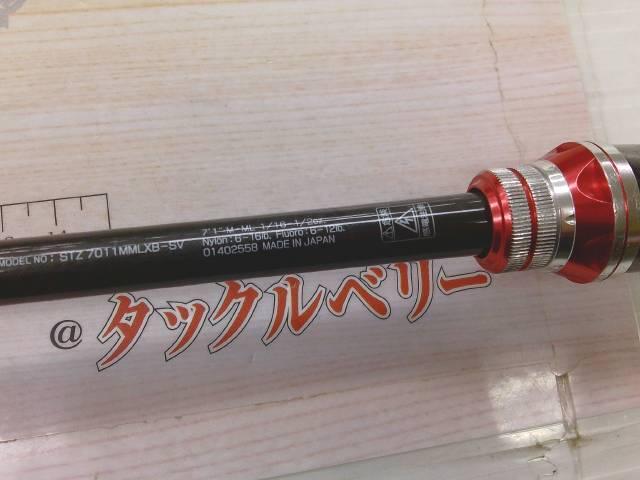 7'1" M-ML 1/16-1/2oz.
Nylon: 6-16lb. Fluoro: 6-12lb.
MODEL NO: STZ 7011MMLXB-SV
01402558 MADE IN JAPAN
@タックルベリー